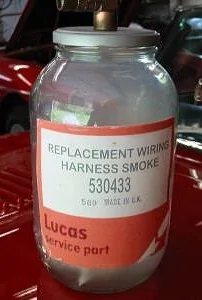 REPLACEMENT WIRING
HARNESS SMOKE
530433
MADE IN U.K.
Lucas
service part